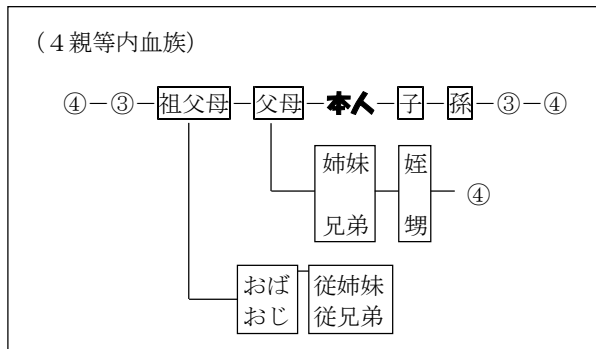 (４親等内血族)
④－③－祖父母－父母－本人－子－孫－③－④
姉妹 姪
④
兄弟 甥
おば 従姉妹
おじ 従兄弟